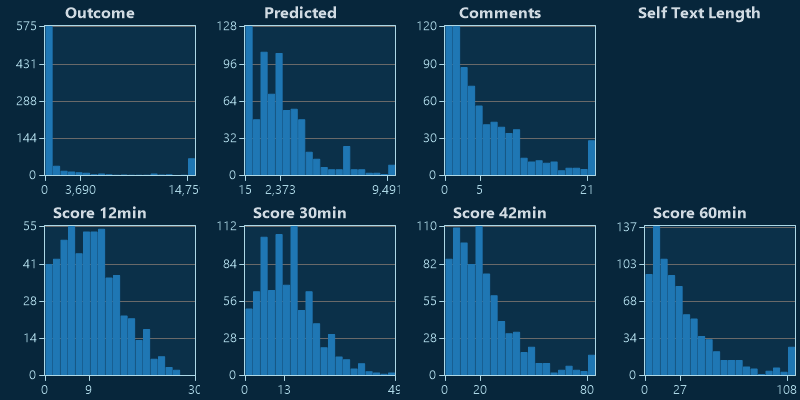 Outcome
Predicted
Comments
Self Text Length
575
431
288
144
0
0 3,690 14,75
128
96
64
32
0
15 2,373 9,491
120
90
60
30
0
0 5 21
Score 12min
Score 30min
Score 42min
Score 60min
55
41
28
14
0
0 9 30
112
84
56
28
0
0 13 49
110
82
55
28
0
0 20 80
137
103
68
34
0
0 27 108